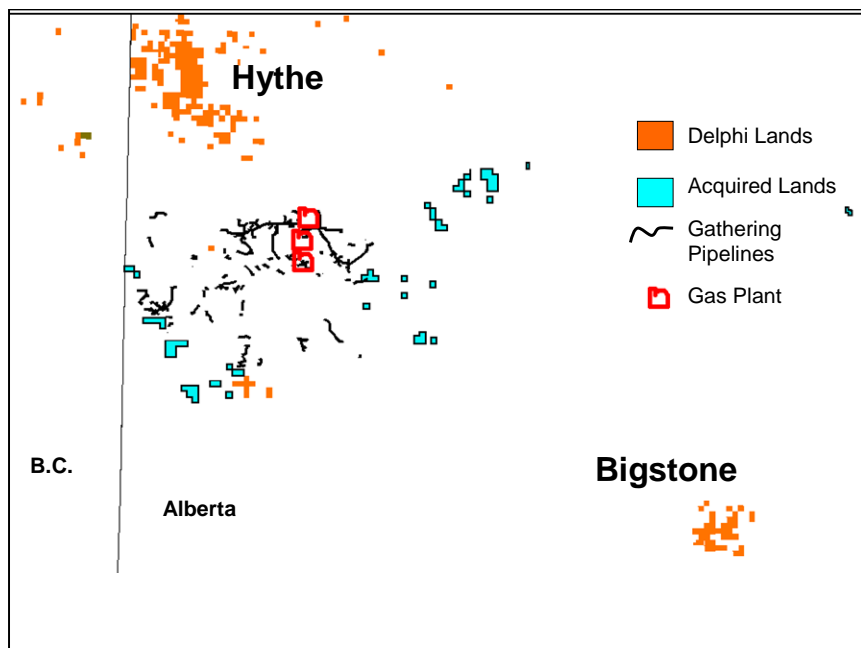 Hythe
Delphi Lands
Acquired Lands
Gathering
Pipelines
Gas Plant
B.C.
Bigstone
Alberta